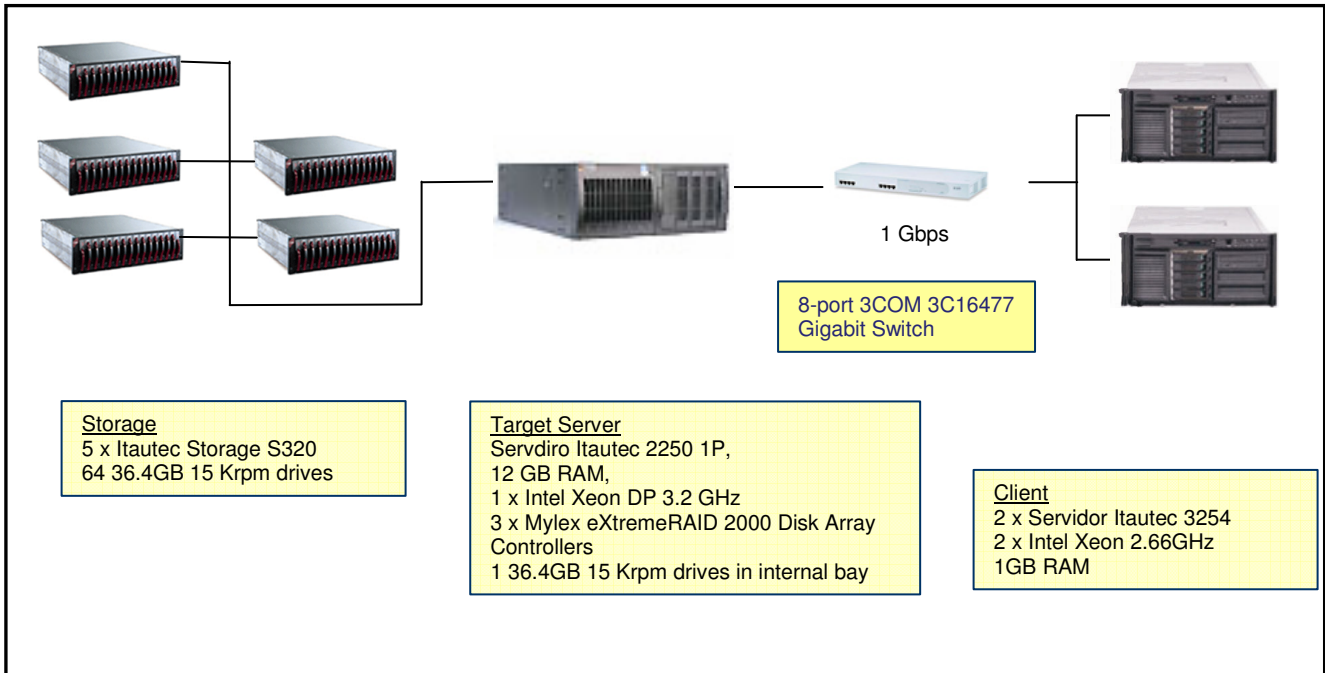 1 Gbps
8-port 3COM 3C16477
Gigabit Switch
Storage
5 x Itautec Storage S320
64 36.4GB 15 Krpm drives
Target Server
Servdiro Itautec 2250 1P,
12 GB RAM,
1 x Intel Xeon DP 3.2 GHz
3 x Mylex eXtremeRAID 2000 Disk Array
Controllers
1 36.4GB 15 Krpm drives in internal bay
Client
2 x Servidor Itautec 3254
2 x Intel Xeon 2.66GHz
1GB RAM